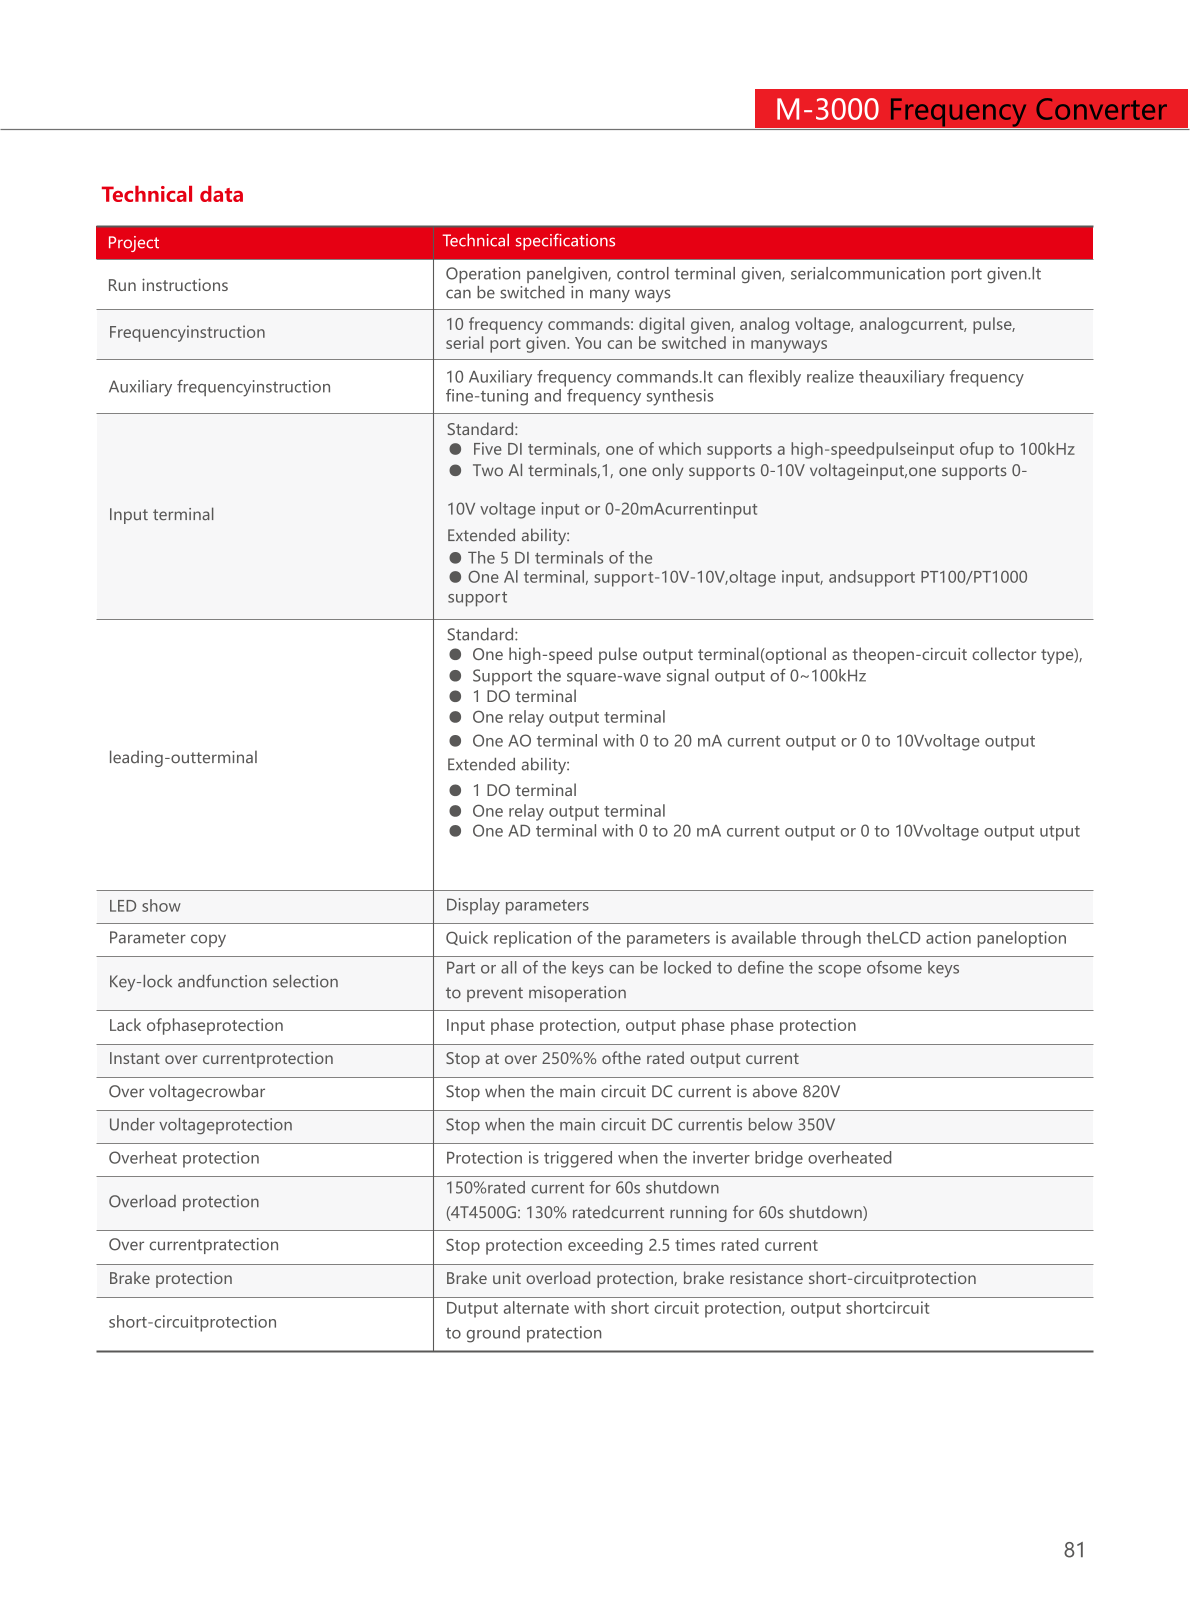 M-3000 Frequency Converter
Technical data
Project
Technical specifications
Run instructions
Operation panelgiven, control terminal given, serialcommunication port given.lt
can be switched in many ways
Frequencyinstruction
10 frequency commands: digital given, analog voltage, analogcurrent, pulse,
serial port given. You can be switched in manyways
Auxiliary frequencyinstruction
10 Auxiliary frequency commands.It can flexibly realize theauxiliary frequency
fine-tuning and frequency synthesis
Input terminal
Standard:
● Five DI terminals, one of which supports a high-speedpulseinput ofup to 100kHz
● Two Al terminals,1, one only supports 0-10V voltageinput,one supports 0-
10V voltage input or 0-20mAcurrentinput
Extended ability:
● The 5 DI terminals of the
● One Al terminal, support-10V-10V,oltage input, andsupport PT100/PT1000
support
leading-outterminal
Standard:
● One high-speed pulse output terminal(optional as theopen-circuit collector type),
● Support the square-wave signal output of 0~100kHz
● 1 DO terminal
● One relay output terminal
● One AO terminal with 0 to 20 mA current output or 0 to 10Vvoltage output
Extended ability:
● 1 DO terminal
● One relay output terminal
● One AD terminal with 0 to 20 mA current output or 0 to 10Vvoltage output utput
LED show
Display parameters
Parameter copy
Quick replication of the parameters is available through theLCD action paneloption
Key-lock andfunction selection
Part or all of the keys can be locked to define the scope ofsome keys
to prevent misoperation
Lack ofphaseprotection
Input phase protection, output phase phase protection
Instant over currentprotection
Stop at over 250%% ofthe rated output current
Over voltagecrowbar
Stop when the main circuit DC current is above 820V
Under voltageprotection
Stop when the main circuit DC currentis below 350V
Overheat protection
Protection is triggered when the inverter bridge overheated
Overload protection
150%rated current for 60s shutdown
(4T4500G: 130% ratedcurrent running for 60s shutdown)
Over currentpratection
Stop protection exceeding 2.5 times rated current
Brake protection
Brake unit overload protection, brake resistance short-circuitprotection
short-circuitprotection
Dutput alternate with short circuit protection, output shortcircuit
to ground pratection
81